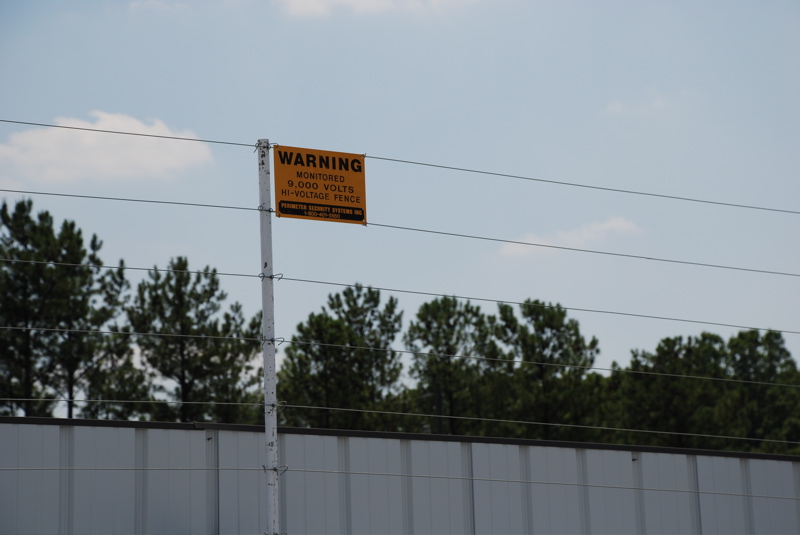 WARNING
MONITORED
9,000 VOLTS
HI-VOLTAGE FENCE
PERIMETER SECURITY SYSTEMS INC